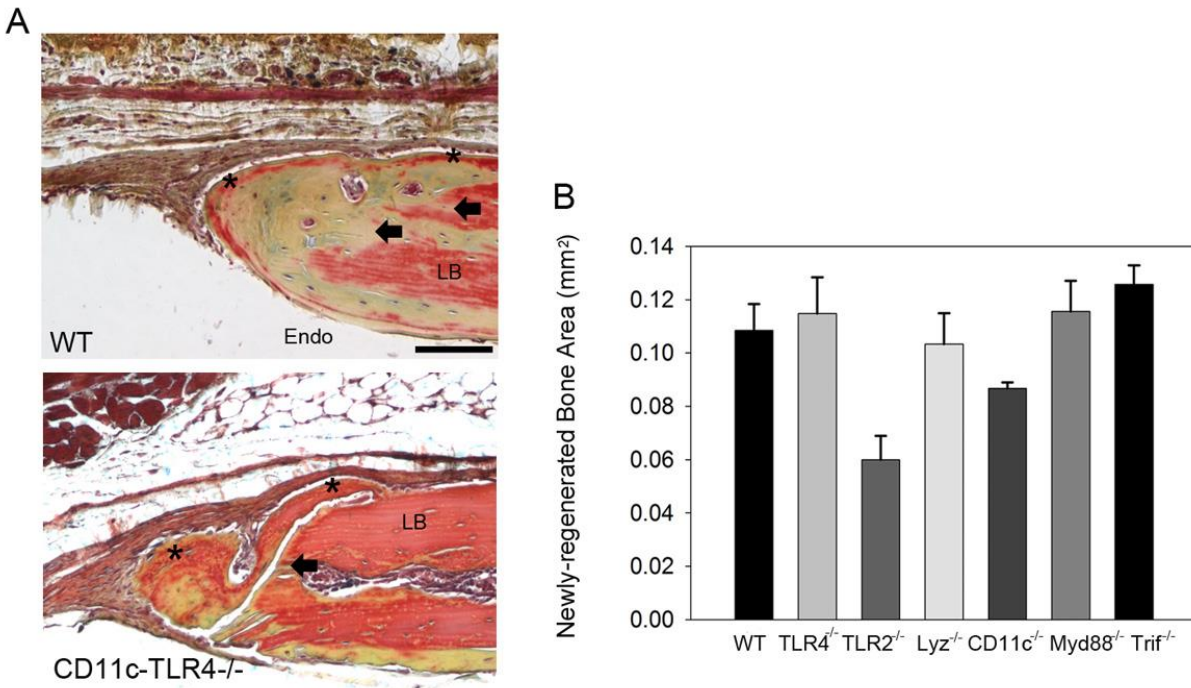 A
*
*
LB
WT
Endo
*
*
LB
CD11c-TLR4-/-
B
Newly-regenerated Bone Area (mm²)
0.14
0.12
0.10
0.08
0.06
0.04
0.02
0.00
WT TLR4-/- TLR2-/- Lyz-/- CD11c-/- Myd88-/- Trif-/-